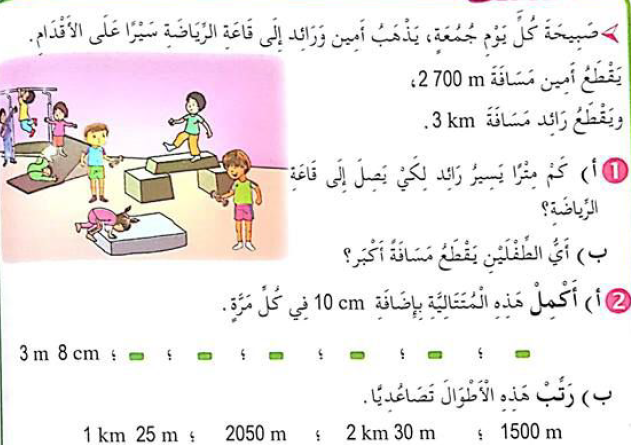 صَبِيحَةَ كُلِّ يَوْمِ جُمُعَةٍ، يَذْهَبُ أَمِين وَرَائِد إِلَى قَاعَةِ الرِّيَاضَةِ سَيْرًا عَلَى الأَقْدَامِ.
يَقْطَعُ أَمِين مَسَافَةَ 2 700 m،
ويَقْطَعُ رَائِد مَسَافَةَ 3 km.
1 أ) كَمْ مِتْرًا يَسِيرُ رَائِد لِكَيْ يَصِلَ إِلَى قَاعَةِ
الرِّيَاضَةِ؟
ب) أَيُّ الطِّفْلَيْنِ يَقْطَعُ مَسَافَةً أَكْبَر؟
2 أ) أَكْمِلْ هَذِهِ الْمُتَتَالِيَّةَ بِإِضَافَةِ 10 cm فِي كُلِّ مَرَّةٍ.
3 m 8 cm ؛ ؛ ؛ ؛ ؛ ؛
ب) رَتِّبْ هَذِهِ الْأَطْوَالَ تَصَاعُدِيًّا.
1 km 25 m ؛ 2050 m ؛ 2 km 30 m ؛ 1500 m